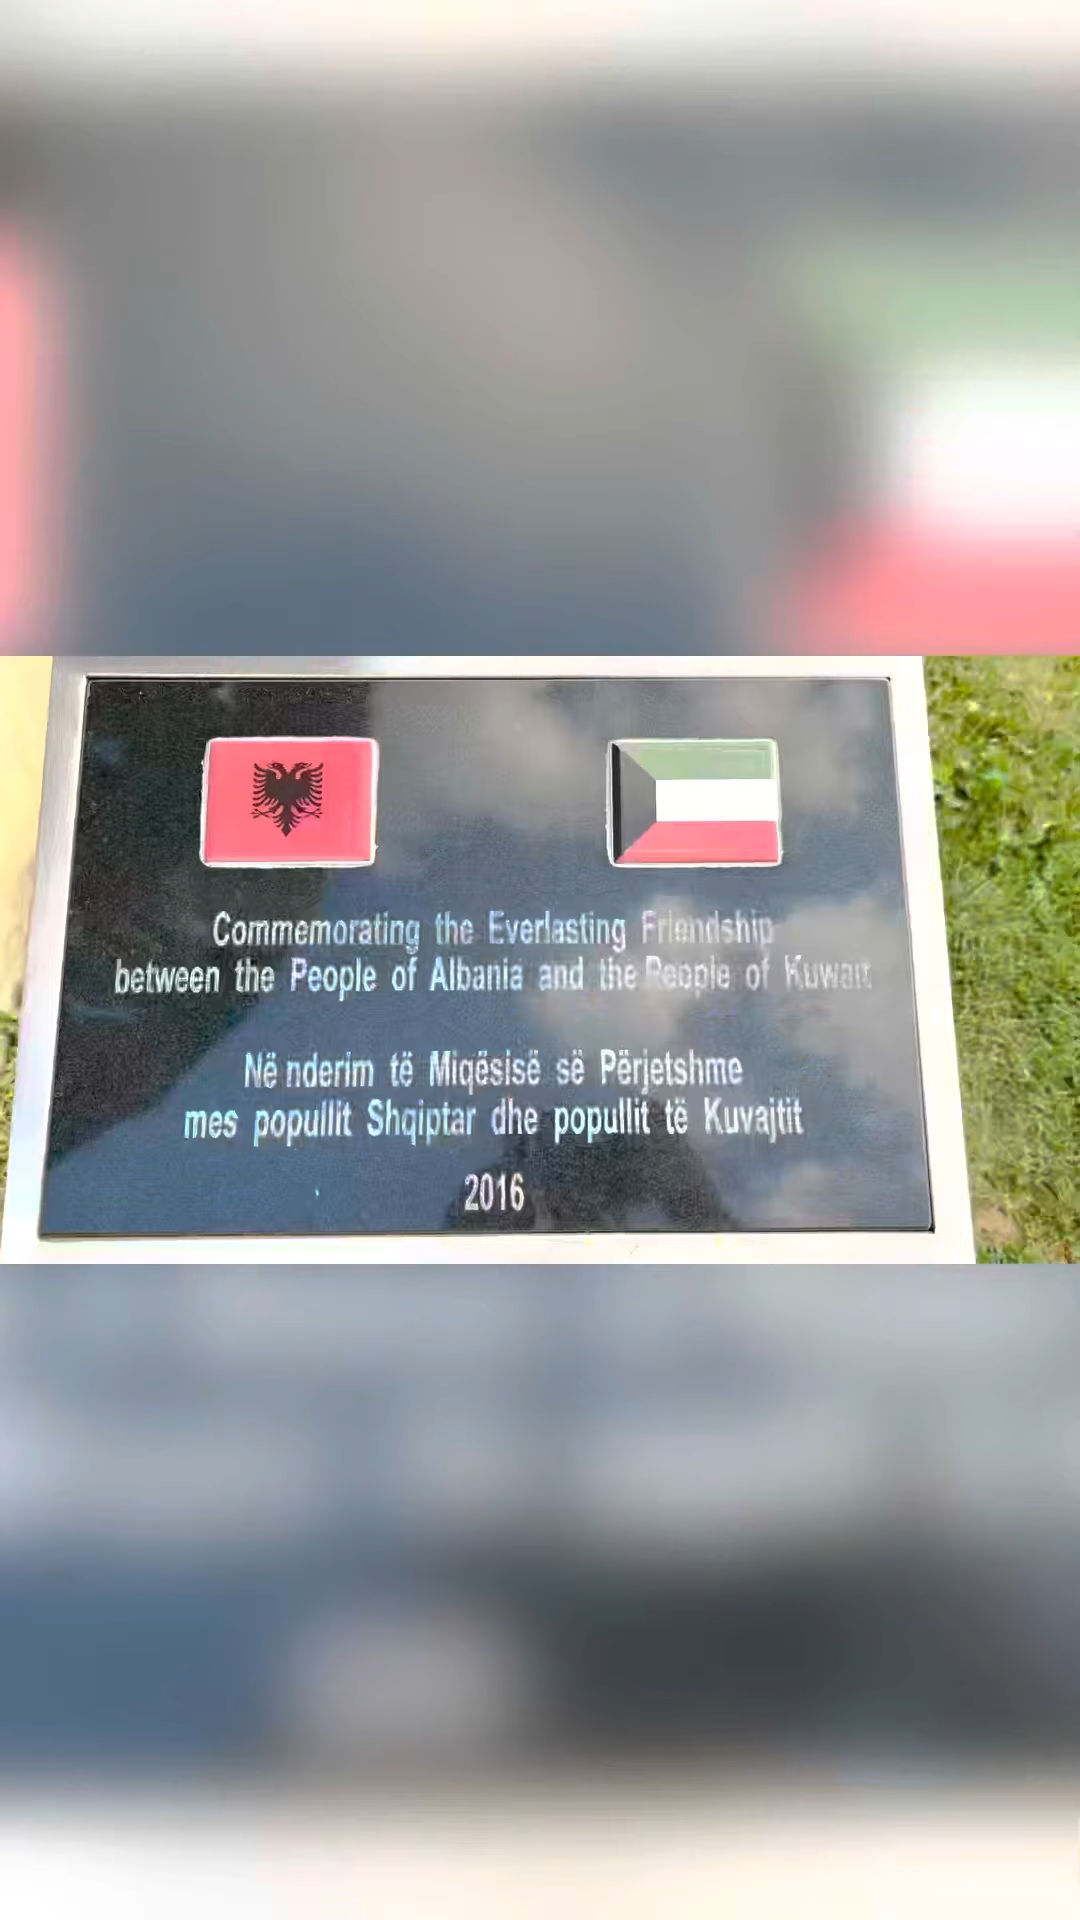 Commemorating the Everlasting Friendship
between the People of Albania and the People of Kuwait
Në nderim të Miqësisë së Përjetshme
mes popullit Shqiptar dhe popullit të Kuvajtit
2016